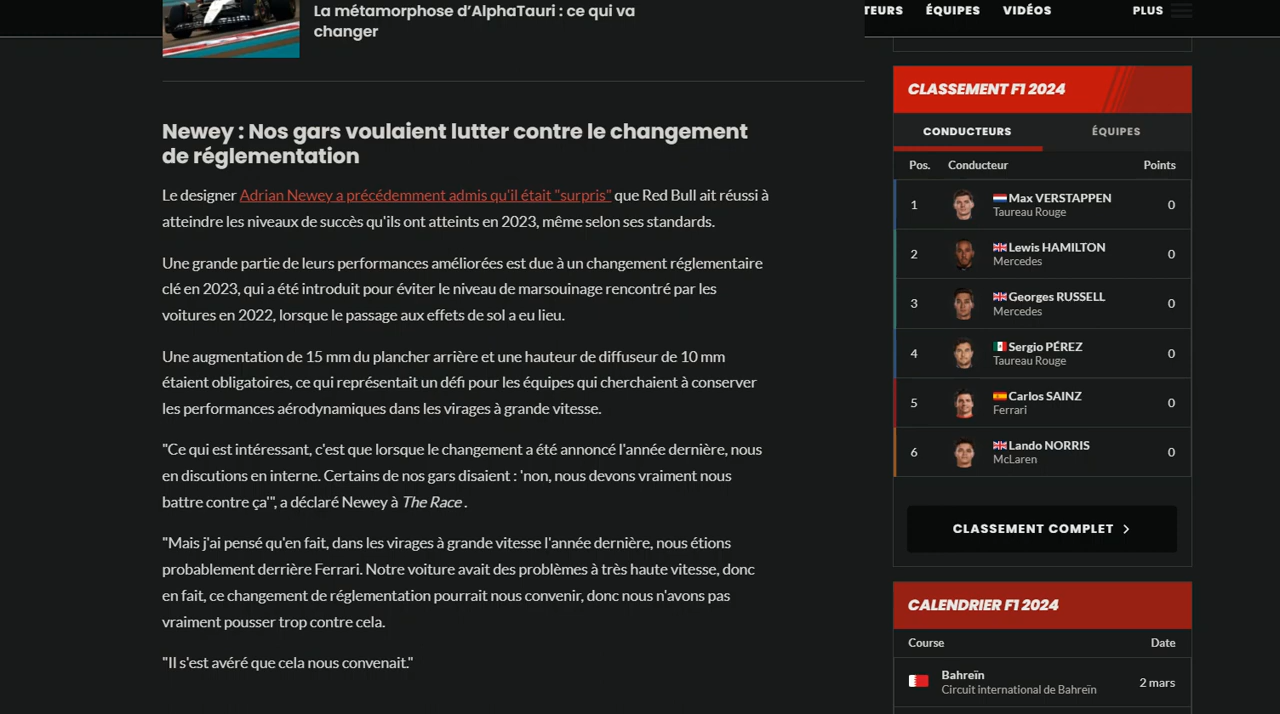 La métamorphose d'AlphaTauri : ce qui va
changer
ÉQUIPES VIDÉOS PLUS
Newey : Nos gars voulaient lutter contre le changement
de réglementation
Le designer Adrian Newey a précédemment admis qu'il était "surpris" que Red Bull ait réussi à
atteindre les niveaux de succès qu'ils ont atteints en 2023, même selon ses standards.
Une grande partie de leurs performances améliorées est due à un changement réglementaire
clé en 2023, qui a été introduit pour éviter le niveau de marsouinage rencontré par les
voitures en 2022, lorsque le passage aux effets de sol a eu lieu.
Une augmentation de 15 mm du plancher arrière et une hauteur de diffuseur de 10 mm
étaient obligatoires, ce qui représentait un défi pour les équipes qui cherchaient à conserver
les performances aérodynamiques dans les virages à grande vitesse.
"Ce qui est intéressant, c'est que lorsque le changement a été annoncé l'année dernière, nous
en discutions en interne. Certains de nos gars disaient : 'non, nous devons vraiment nous
battre contre ça'", a déclaré Newey à The Race .
"Mais j'ai pensé qu'en fait, dans les virages à grande vitesse l'année dernière, nous étions
probablement derrière Ferrari. Notre voiture avait des problèmes à très haute vitesse, donc
en fait, ce changement de réglementation pourrait nous convenir, donc nous n'avons pas
vraiment pousser trop contre cela.
"Il s'est avéré que cela nous convenait."
CLASSEMENT F1 2024
CONDUCTEURS ÉQUIPES
Pos. Conducteur Points
1 Max VERSTAPPEN 0
Taureau Rouge
2 Lewis HAMILTON 0
Mercedes
3 Georges RUSSELL 0
Mercedes
4 Sergio PÉREZ 0
Taureau Rouge
5 Carlos SAINZ 0
Ferrari
6 Lando NORRIS 0
McLaren
CLASSEMENT COMPLET
CALENDRIER F1 2024
Course Date
Bahreïn 2 mars
Circuit international de Bahreïn